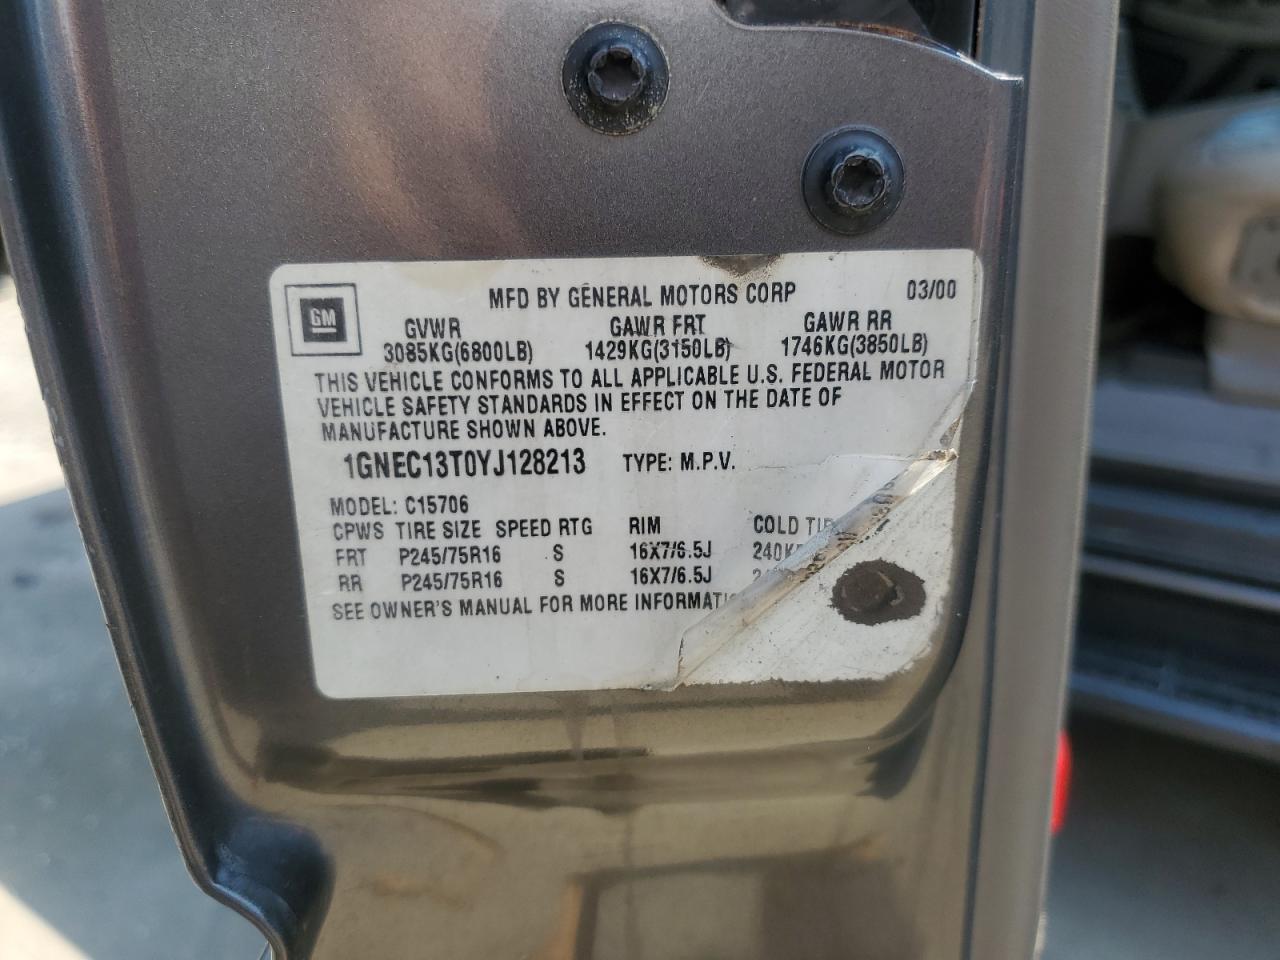 GM
MFD BY GENERAL MOTORS CORP 03/00
GVWR GAWR FRT GAWR RR
3085KG(6800LB) 1429KG(3150LB) 1746KG(3850LB)
THIS VEHICLE CONFORMS TO ALL APPLICABLE U.S. FEDERAL MOTOR
VEHICLE SAFETY STANDARDS IN EFFECT ON THE DATE OF
MANUFACTURE SHOWN ABOVE.
1GNEC13T0YJ128213 TYPE: M.P.V.
MODEL: C15706
CPWS TIRE SIZE SPEED RTG RIM COLD
FRT P245/75R16 S 16X7/6.5J
RR P245/75R16 S 16X7/6.5J
SEE OWNER'S MANUAL FOR MORE